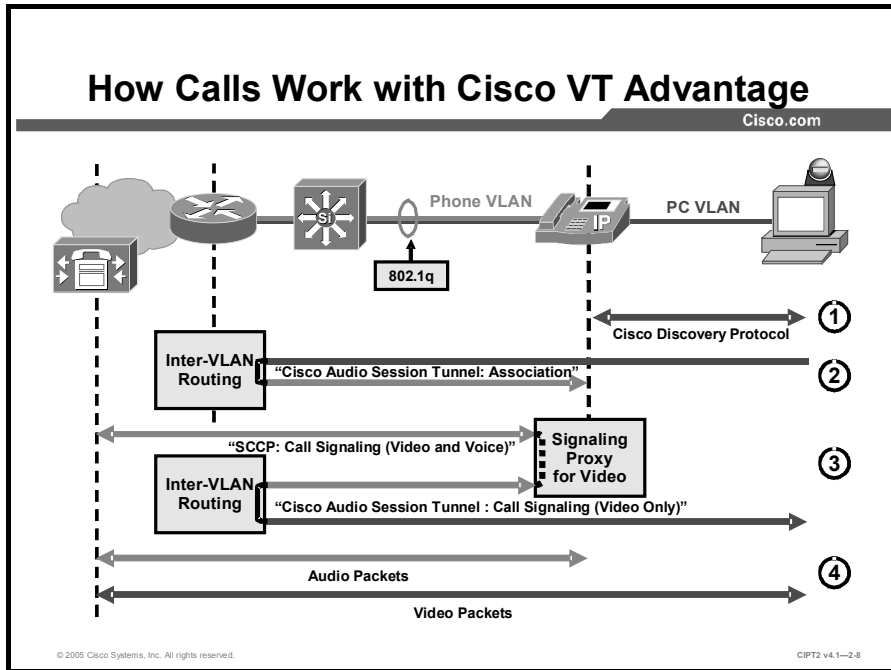 How Calls Work with Cisco VT Advantage
Cisco.com
Phone VLAN
PC VLAN
Si
IP
802.1q
1
Cisco Discovery Protocol
Inter-VLAN
Routing
"Cisco Audio Session Tunnel: Association"
2
"SCCP: Call Signaling (Video and Voice)"
Signaling
Proxy
for Video
3
Inter-VLAN
Routing
"Cisco Audio Session Tunnel : Call Signaling (Video Only)"
Audio Packets
4
Video Packets
© 2005 Cisco Systems, Inc. All rights reserved.
CIPT2 v4.1—2-8